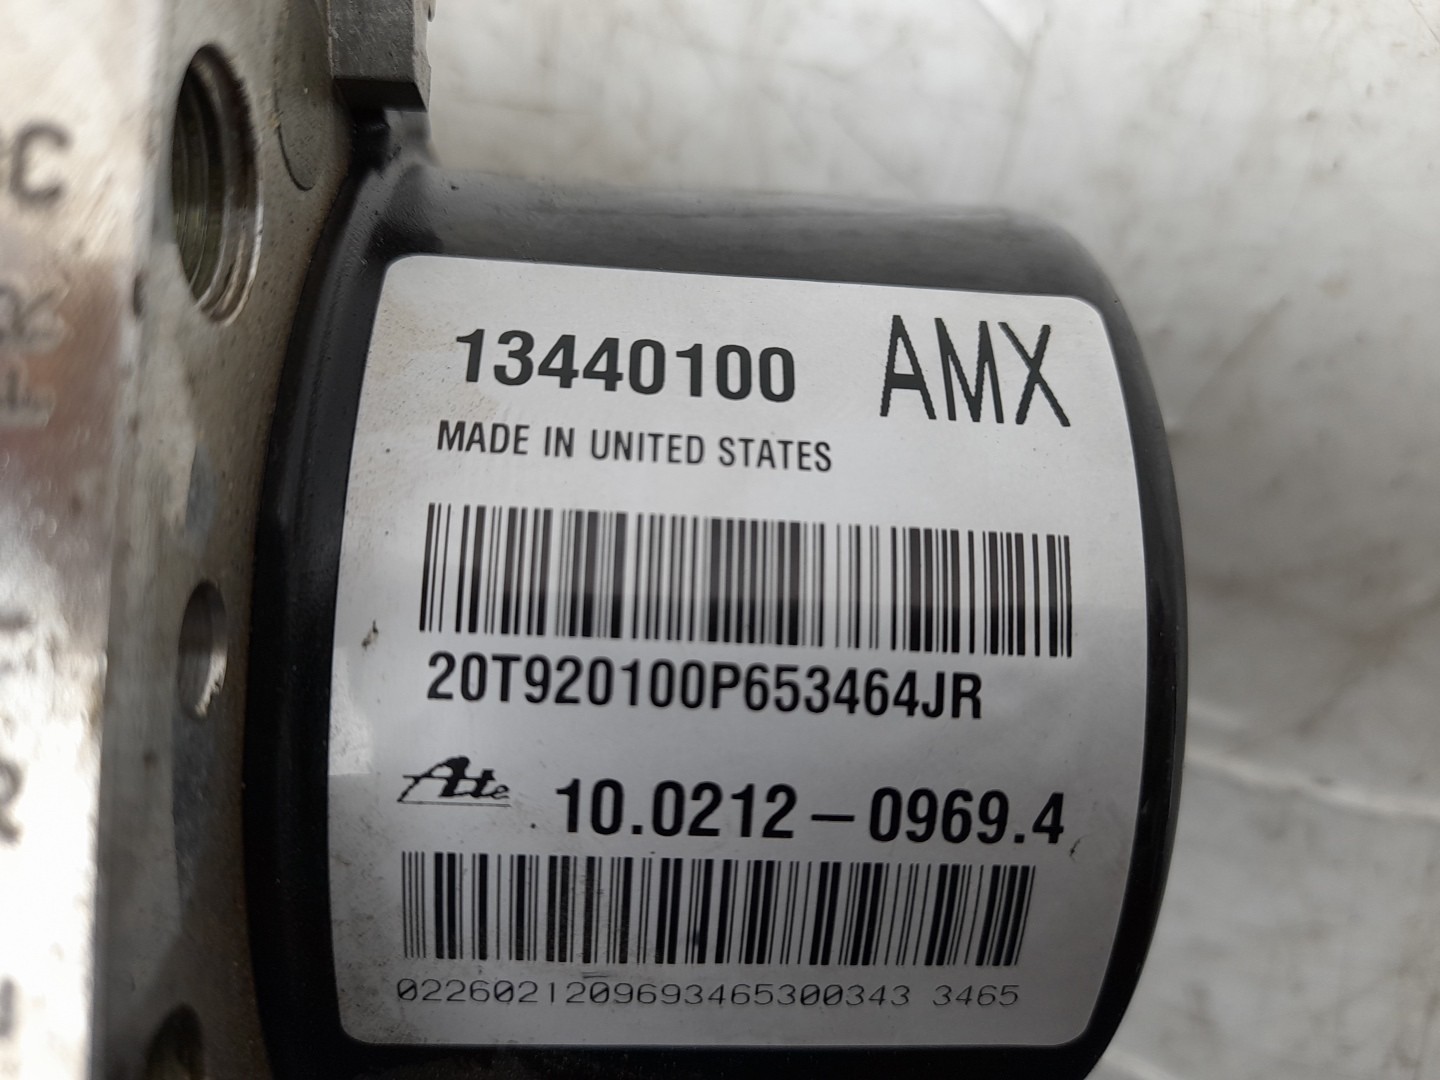 13440100 AMX
MADE IN UNITED STATES
20T920100P653464JR
Ate 10.0212-0969.4
0226021209693465300343 3465